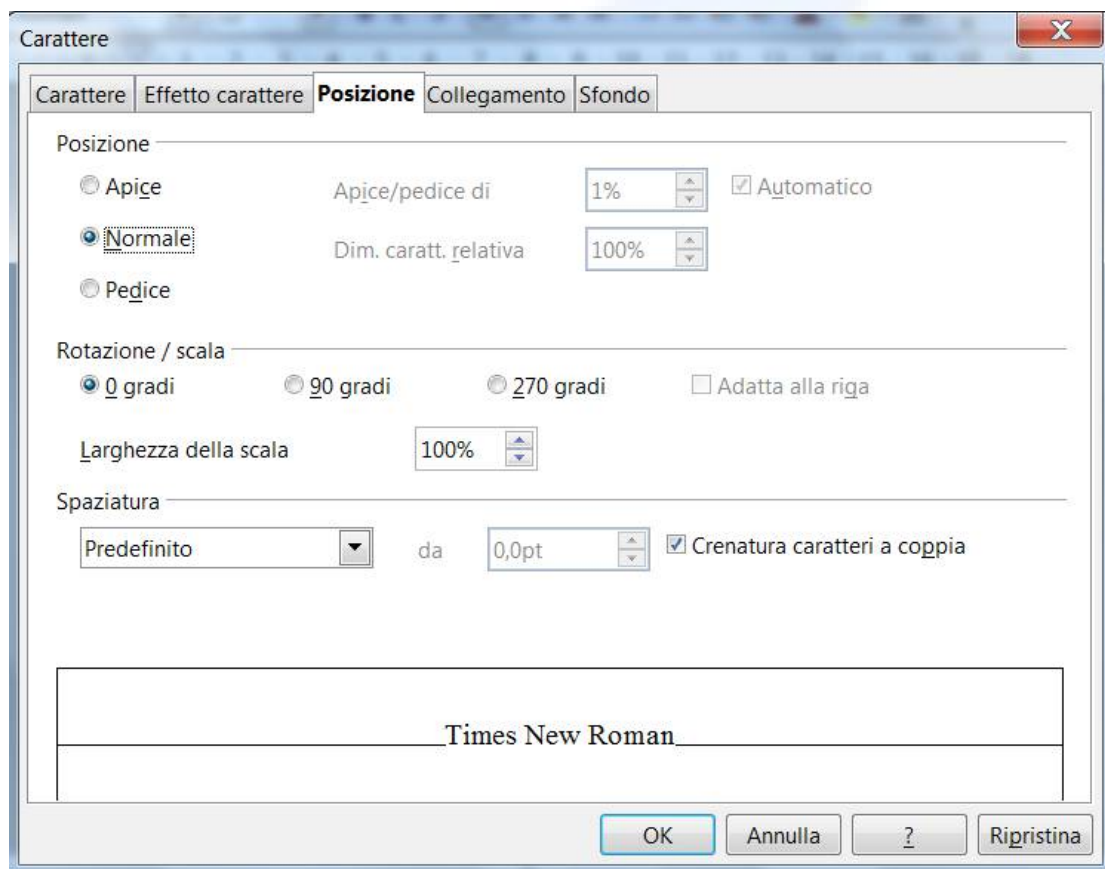 Carattere
Carattere Effetto carattere Posizione Collegamento Sfondo
Posizione
Apice Apice/pedice di 1% Automatico
Normale Dim. caratt. relativa 100%
Pedice
Rotazione / scala
0 gradi 90 gradi 270 gradi Adatta alla riga
Larghezza della scala 100%
Spaziatura
Predefinito da 0,0pt Crenatura caratteri a coppia
Times New Roman
OK Annulla ? Ripristina